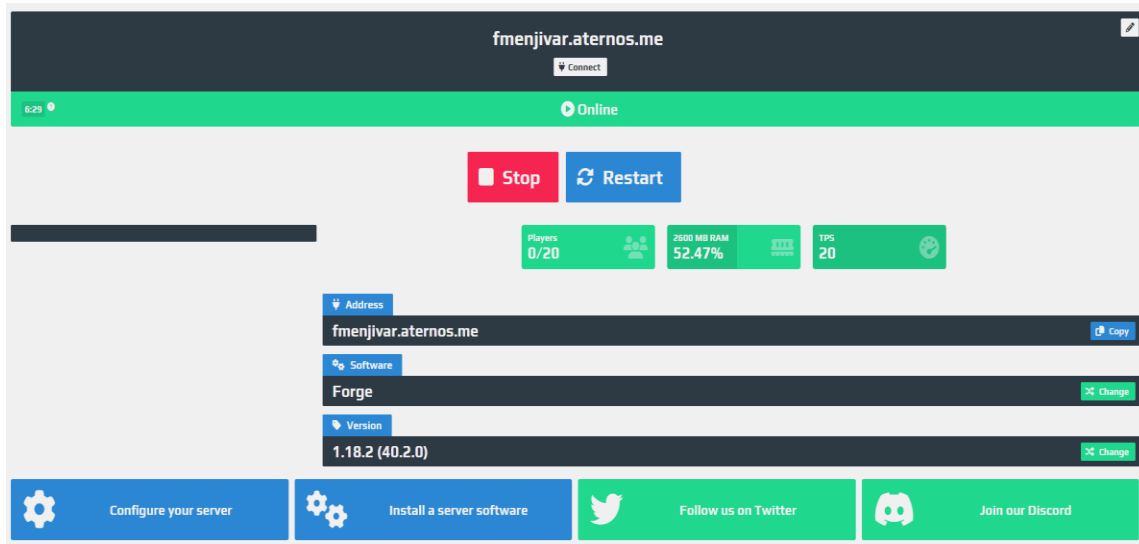 fmenjivar.aternos.me
Connect
6:29
Online
Stop
Restart
Players
0/20
2600 MB RAM
52.47%
TPS
20
Address
fmenjivar.aternos.me
Copy
Software
Forge
Change
Version
1.18.2 (40.2.0)
Change
Configure your server
Install a server software
Follow us on Twitter
Join our Discord